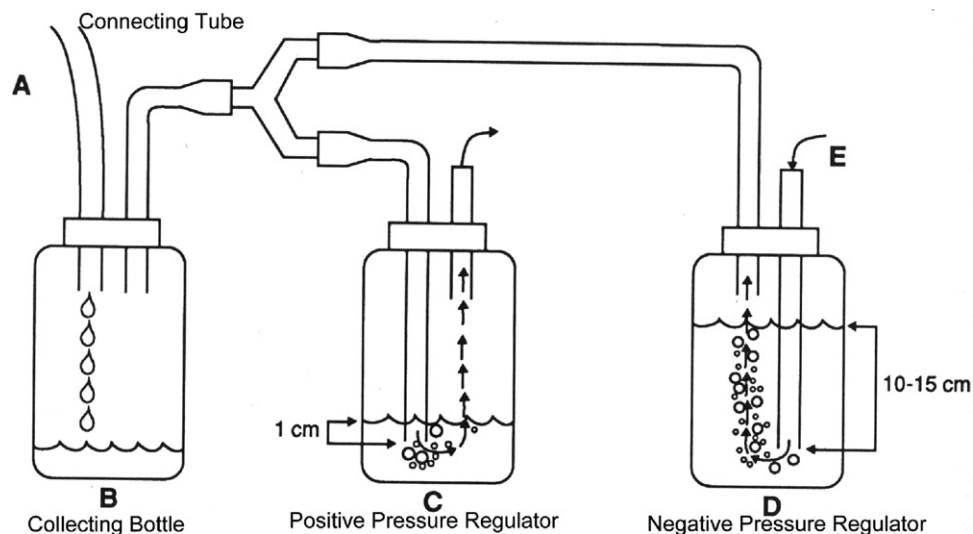 Connecting Tube
A
E
1 cm
10-15 cm
B
Collecting Bottle
C
Positive Pressure Regulator
D
Negative Pressure Regulator